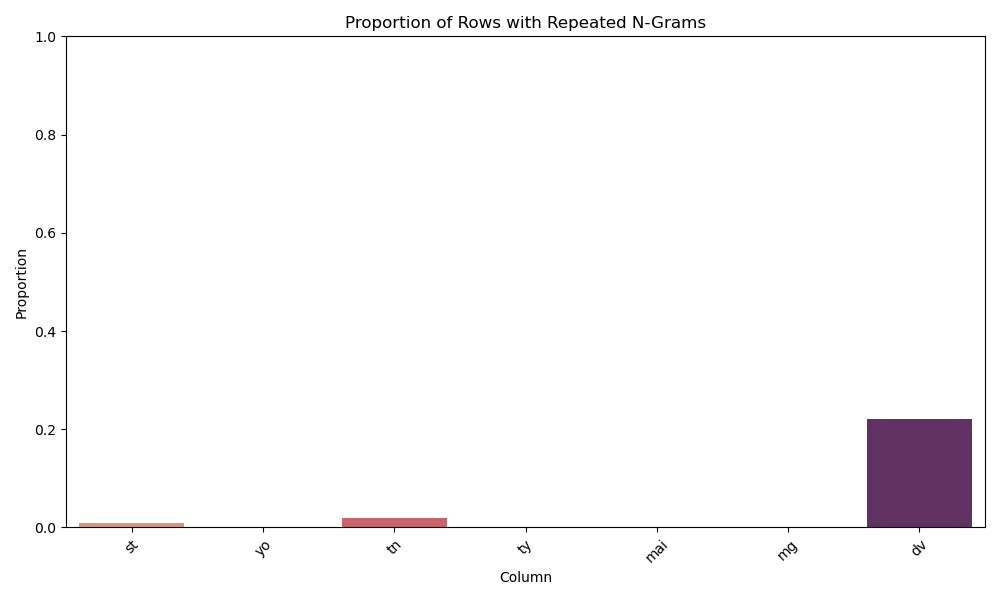 Proportion of Rows with Repeated N-Grams
1.0
0.8
0.6
0.4
0.2
0.0
Proportion
st yo tn ty mai mg dv
Column